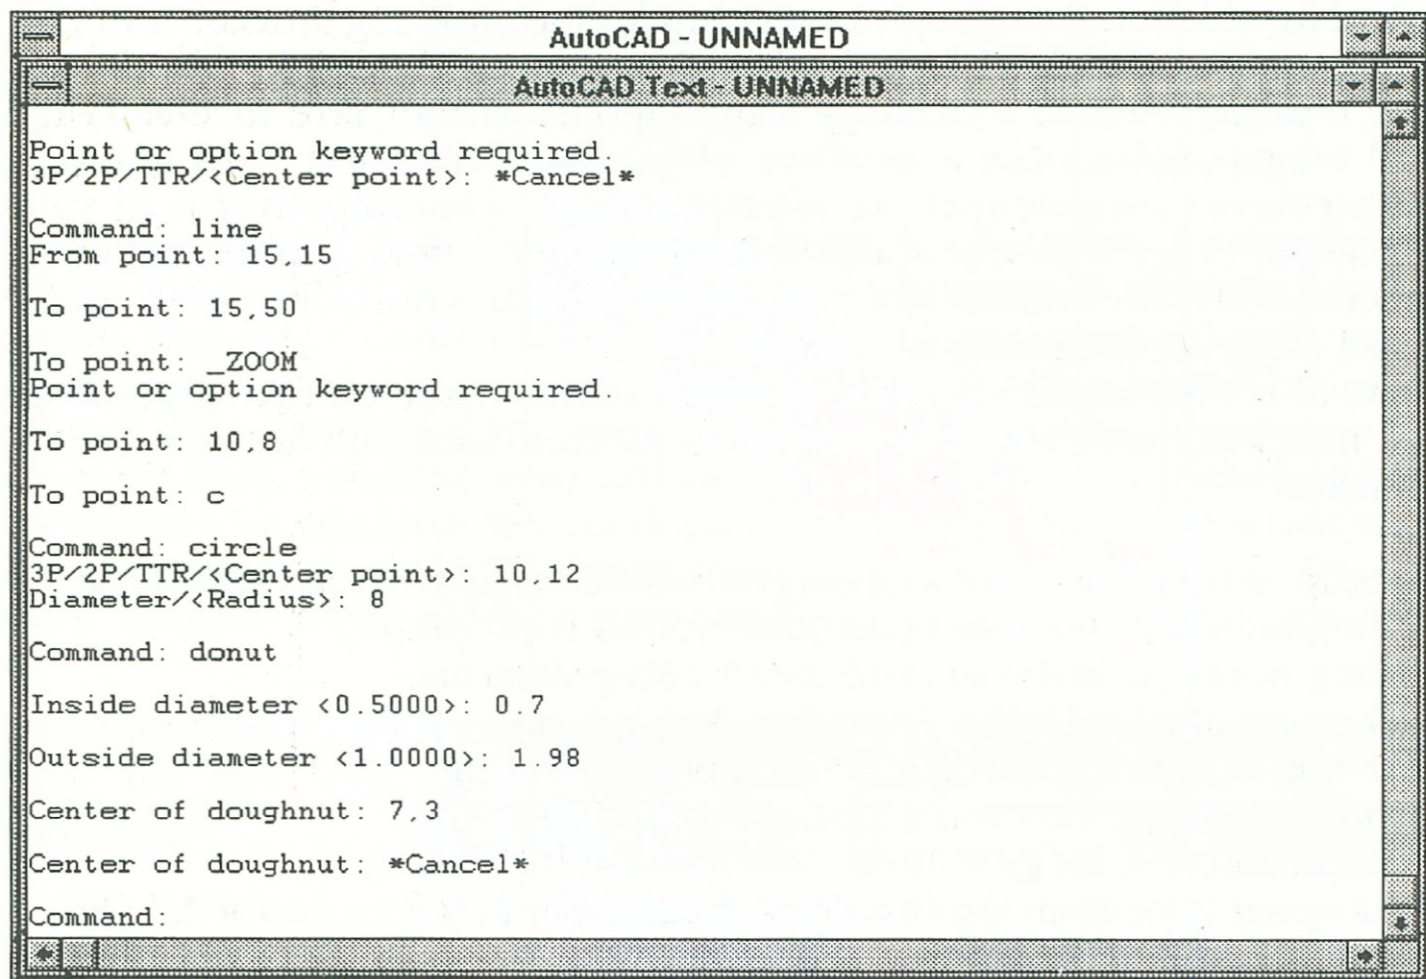 AutoCAD - UNNAMED
AutoCAD Text - UNNAMED
Point or option keyword required.
3P/2P/TTR/<Center point>: *Cancel*
Command: line
From point: 15,15
To point: 15,50
To point: _ZOOM
Point or option keyword required.
To point: 10,8
To point: c
Command: circle
3P/2P/TTR/<Center point>: 10,12
Diameter/<Radius>: 8
Command: donut
Inside diameter <0.5000>: 0.7
Outside diameter <1.0000>: 1.98
Center of doughnut: 7,3
Center of doughnut: *Cancel*
Command: